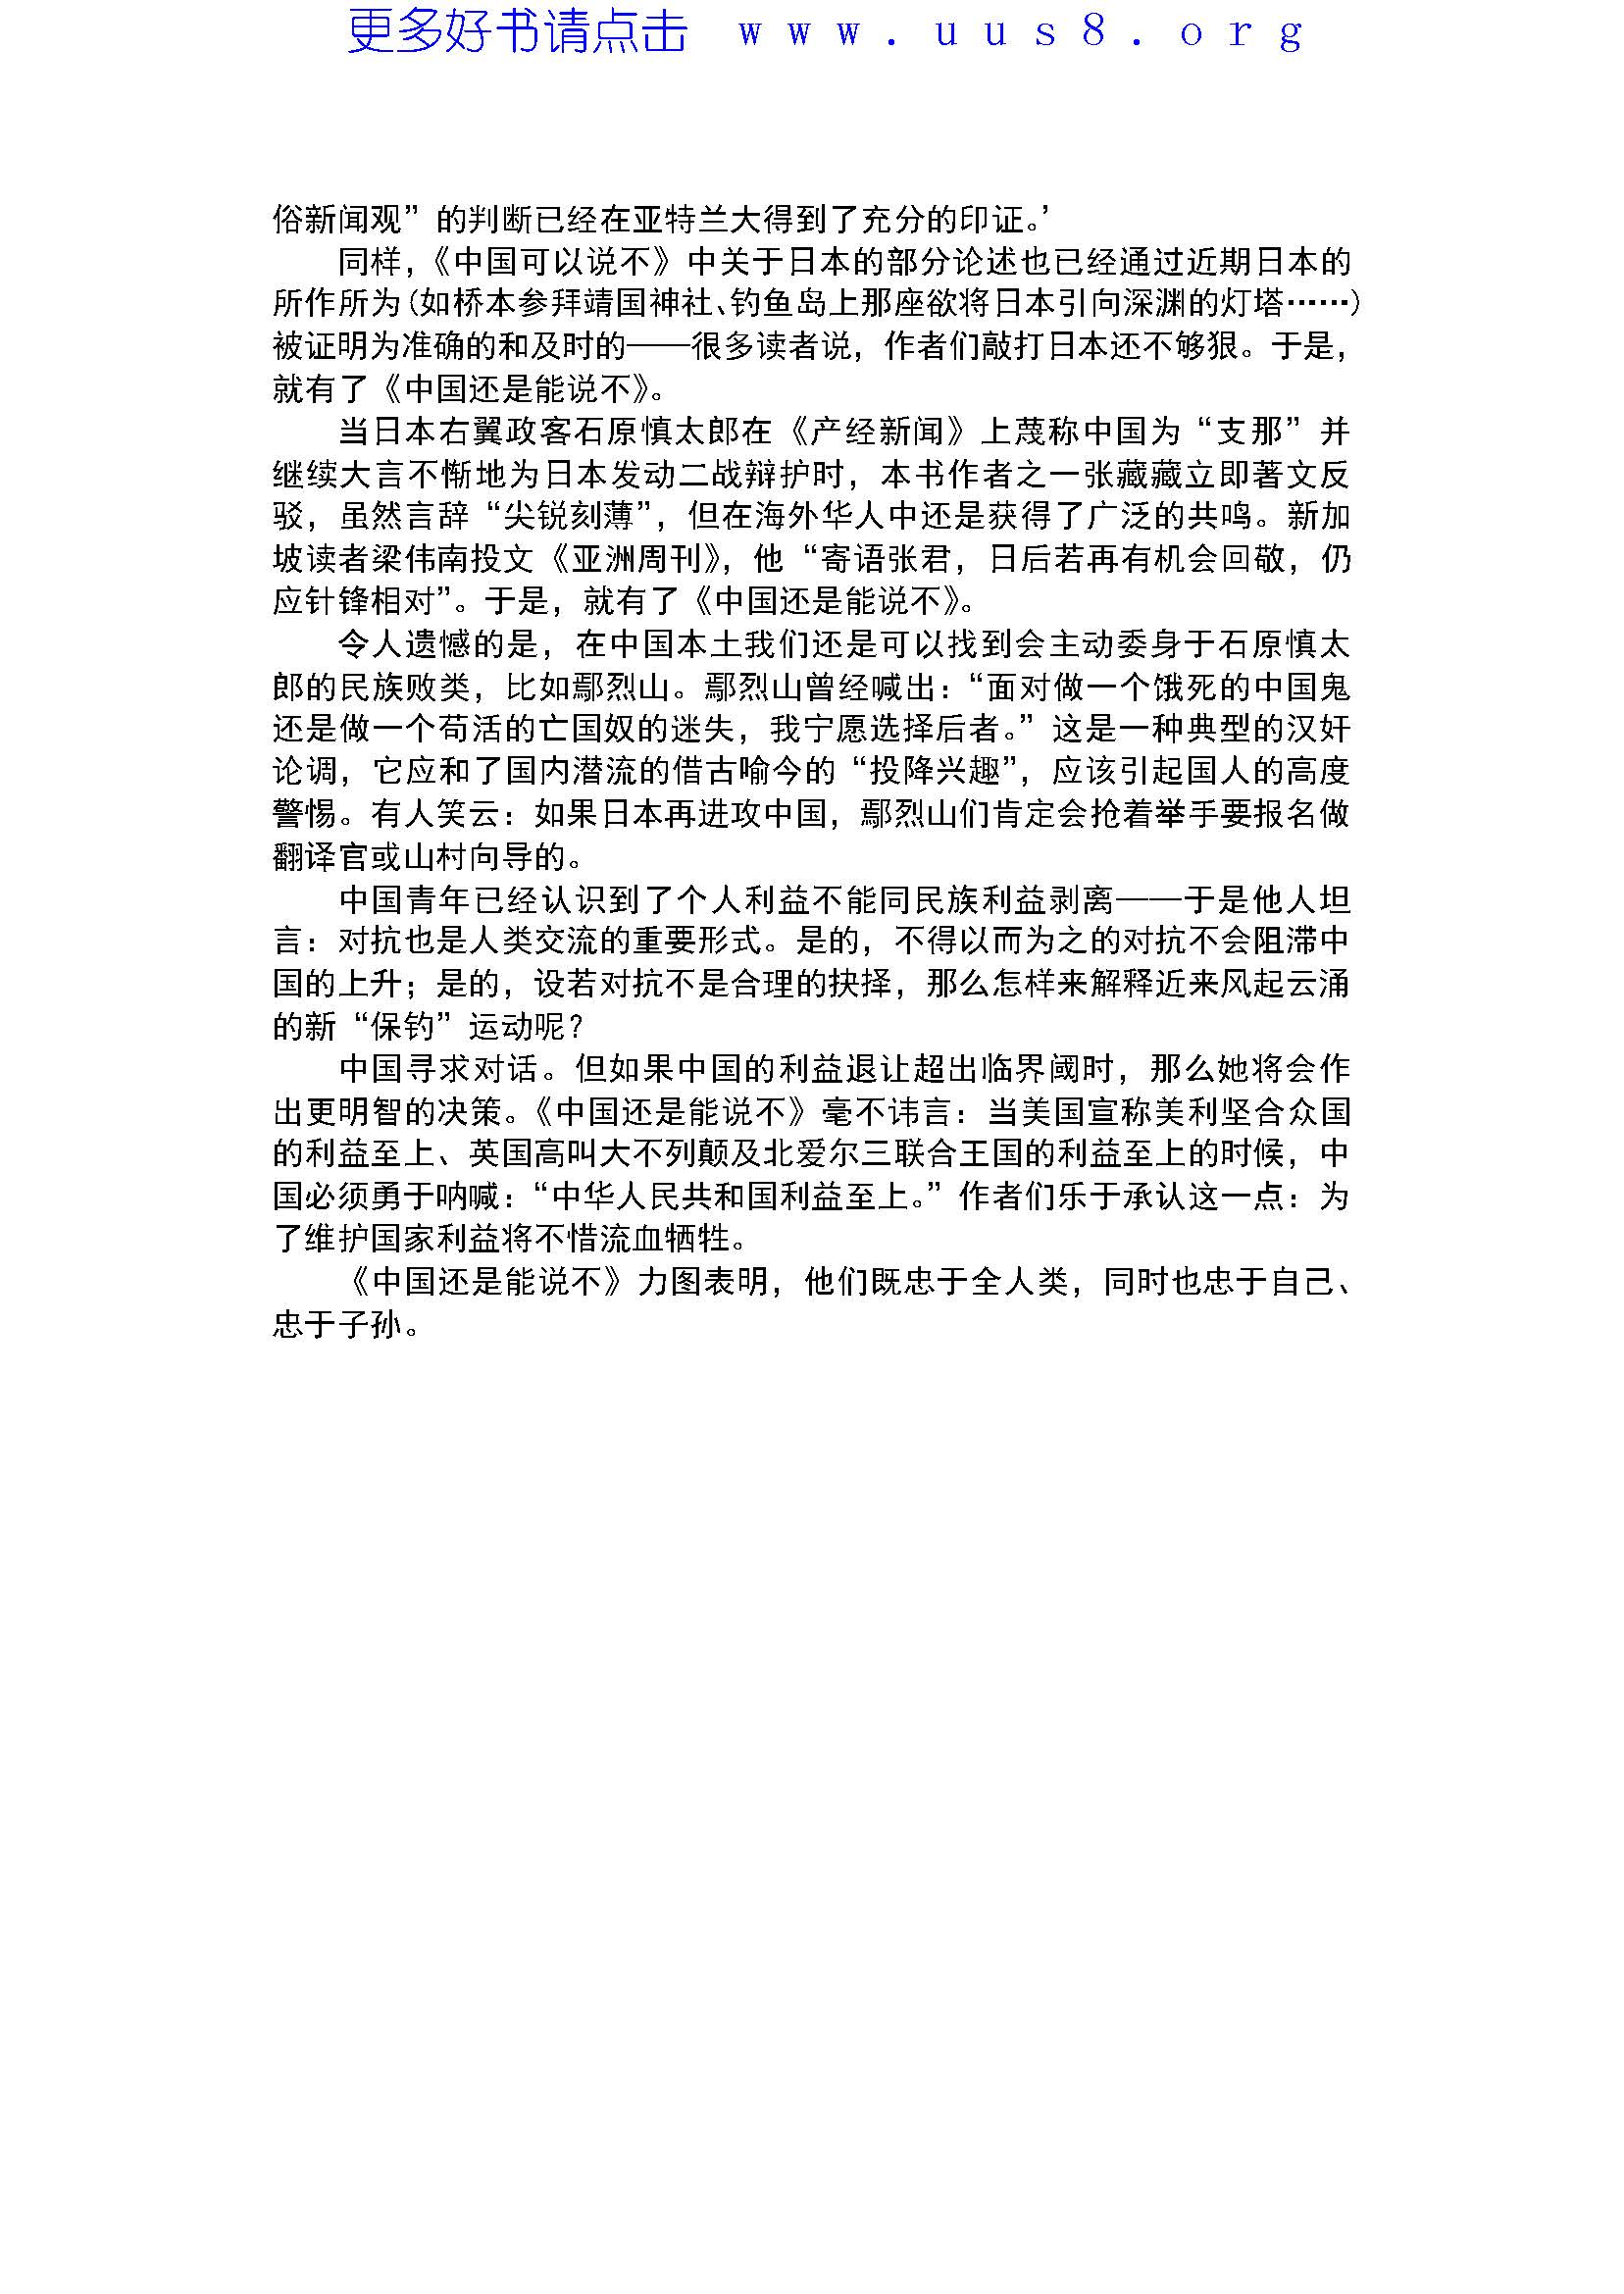 更多好书请点击 www.uus8.org
俗新闻观”的判断已经在亚特兰大得到了充分的印证。’
同样，《中国可以说不》中关于日本的部分论述也已经通过近期日本的
所作所为（如桥本参拜靖国神社、钓鱼岛上那座欲将日本引向深渊的灯塔……）
被证明为准确的和及时的——很多读者说，作者们敲打日本还不够狠。于是，
就有了《中国还是能说不》。
当日本右翼政客石原慎太郎在《产经新闻》上蔑称中国为“支那”并
继续大言不惭地为日本发动二战辩护时，本书作者之一张藏藏立即著文反
驳，虽然言辞“尖锐刻薄”，但在海外华人中还是获得了广泛的共鸣。新加
坡读者梁伟南投文《亚洲周刊》，他“寄语张君，日后若再有机会回敬，仍
应针锋相对”。于是，就有了《中国还是能说不》。
令人遗憾的是，在中国本土我们还是可以找到会主动委身于石原慎太
郎的民族败类，比如鄢烈山。鄢烈山曾经喊出：“面对做一个饿死的中国鬼
还是做一个苟活的亡国奴的迷失，我宁愿选择后者。”这是一种典型的汉奸
论调，它应和了国内潜流的借古喻今的“投降兴趣”，应该引起国人的高度
警惕。有人笑云：如果日本再进攻中国，鄢烈山们肯定会抢着举手要报名做
翻译官或山村向导的。
中国青年已经认识到了个人利益不能同民族利益剥离——于是他人坦
言：对抗也是人类交流的重要形式。是的，不得以而为之的对抗不会阻滞中
国的上升；是的，设若对抗不是合理的抉择，那么怎样来解释近来风起云涌
的新“保钓”运动呢？
中国寻求对话。但如果中国的利益退让超出临界阈时，那么她将会作
出更明智的决策。《中国还是能说不》毫不讳言：当美国宣称美利坚合众国
的利益至上、英国高叫大不列颠及北爱尔三联合王国的利益至上的时候，中
国必须勇于呐喊：“中华人民共和国利益至上。”作者们乐于承认这一点：为
了维护国家利益将不惜流血牺牲。
《中国还是能说不》力图表明，他们既忠于全人类，同时也忠于自己、
忠于子孙。